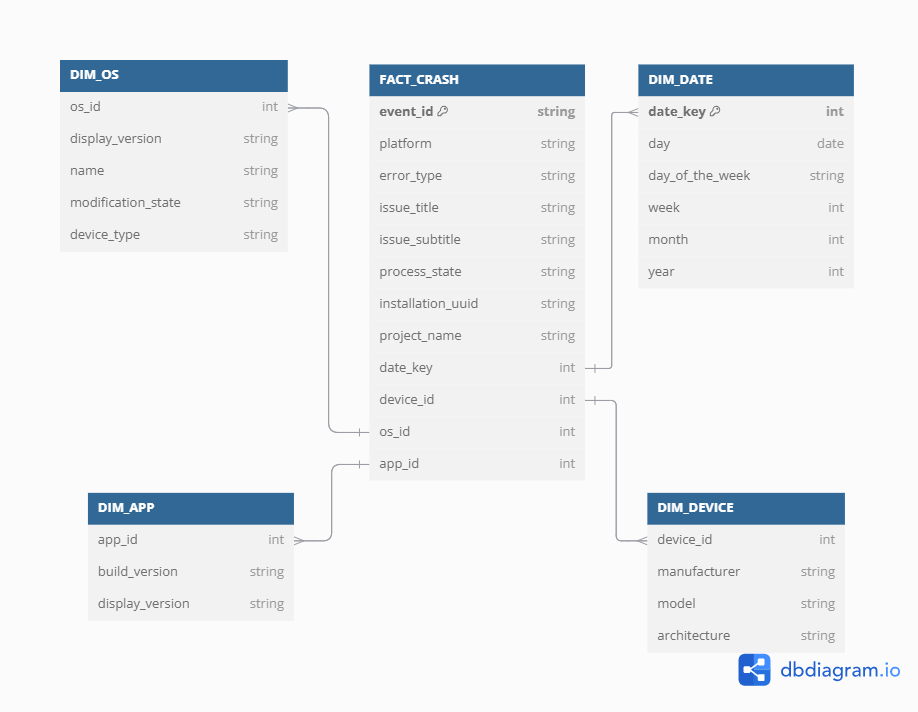 DIM_OS
os_id int
display_version string
name string
modification_state string
device_type string
FACT_CRASH
event_id string
platform string
error_type string
issue_title string
issue_subtitle string
process_state string
installation_uuid string
project_name string
date_key int
device_id int
os_id int
app_id int
DIM_DATE
date_key int
day date
day_of_the_week string
week int
month int
year int
DIM_APP
app_id int
build_version string
display_version string
DIM_DEVICE
device_id int
manufacturer string
model string
architecture string
dbdiagram.io